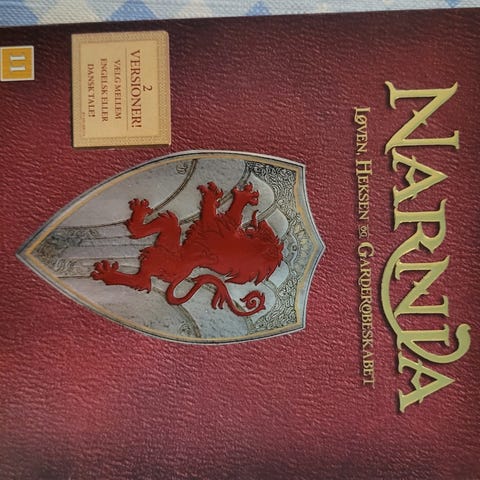 NARNIA
LØVEN, HEKSEN OG GARDEROBESKABET
2
VERSIONER!
VÆLG MELLEM
ENGELSK ELLER
DANSK TALE!
11